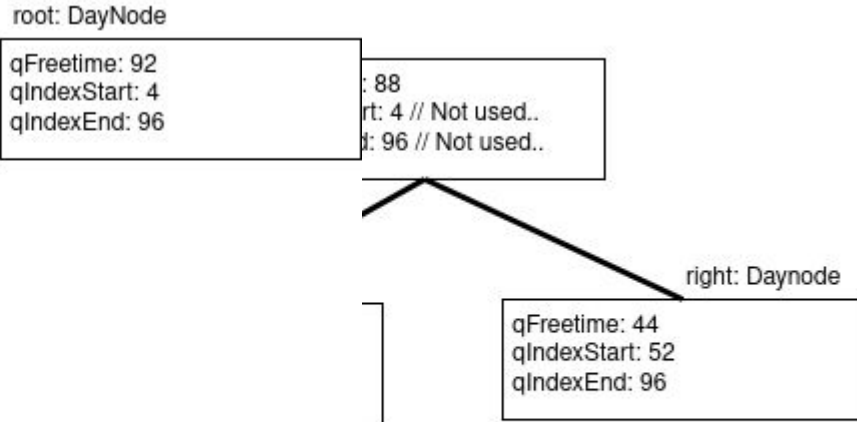 root: DayNode
qFreetime: 92
qIndexStart: 4
qIndexEnd: 96
: 88
rt: 4 // Not used..
: 96 // Not used..
right: Daynode
qFreetime: 44
qIndexStart: 52
qIndexEnd: 96